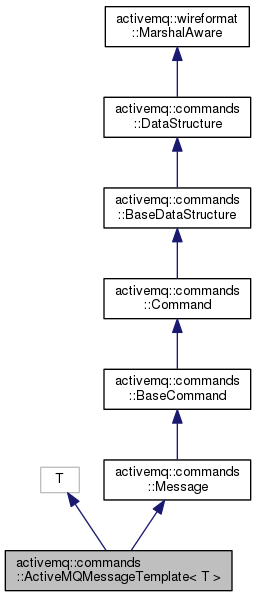 activemq::wireformat
::MarshalAware
activemq::commands
::DataStructure
activemq::commands
::BaseDataStructure
activemq::commands
::Command
activemq::commands
::BaseCommand
T
activemq::commands
::Message
activemq::commands
::ActiveMQMessageTemplate< T >